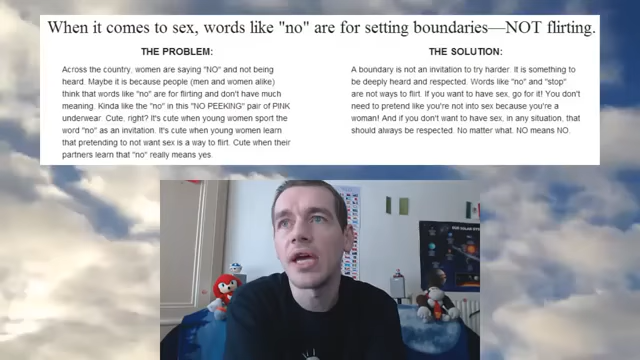 When it comes to sex, words like "no" are for setting boundaries—NOT flirting.
THE PROBLEM:
Across the country, women are saying "NO" and not being
heard. Maybe it is because people (men and women alike)
think that words like "no" are for flirting and don't have much
meaning. Kinda like the "no" in this "NO PEEKING" pair of PINK
underwear. Cute, right? It's cute when young women sport the
word "no" as an invitation. It's cute when young women learn
that pretending to not want sex is a way to flirt. Cute when their
partners learn that "no" really means yes.
THE SOLUTION:
A boundary is not an invitation to try harder. It is something to
be deeply heard and respected. Words like "no" and "stop"
are not ways to flirt. If you want to have sex, go for it! You don't
need to pretend like you're not into sex because you're a
woman! And if you don't want to have sex, in any situation, that
should always be respected. No matter what. NO means NO.
OUR SOLAR SYSTEM